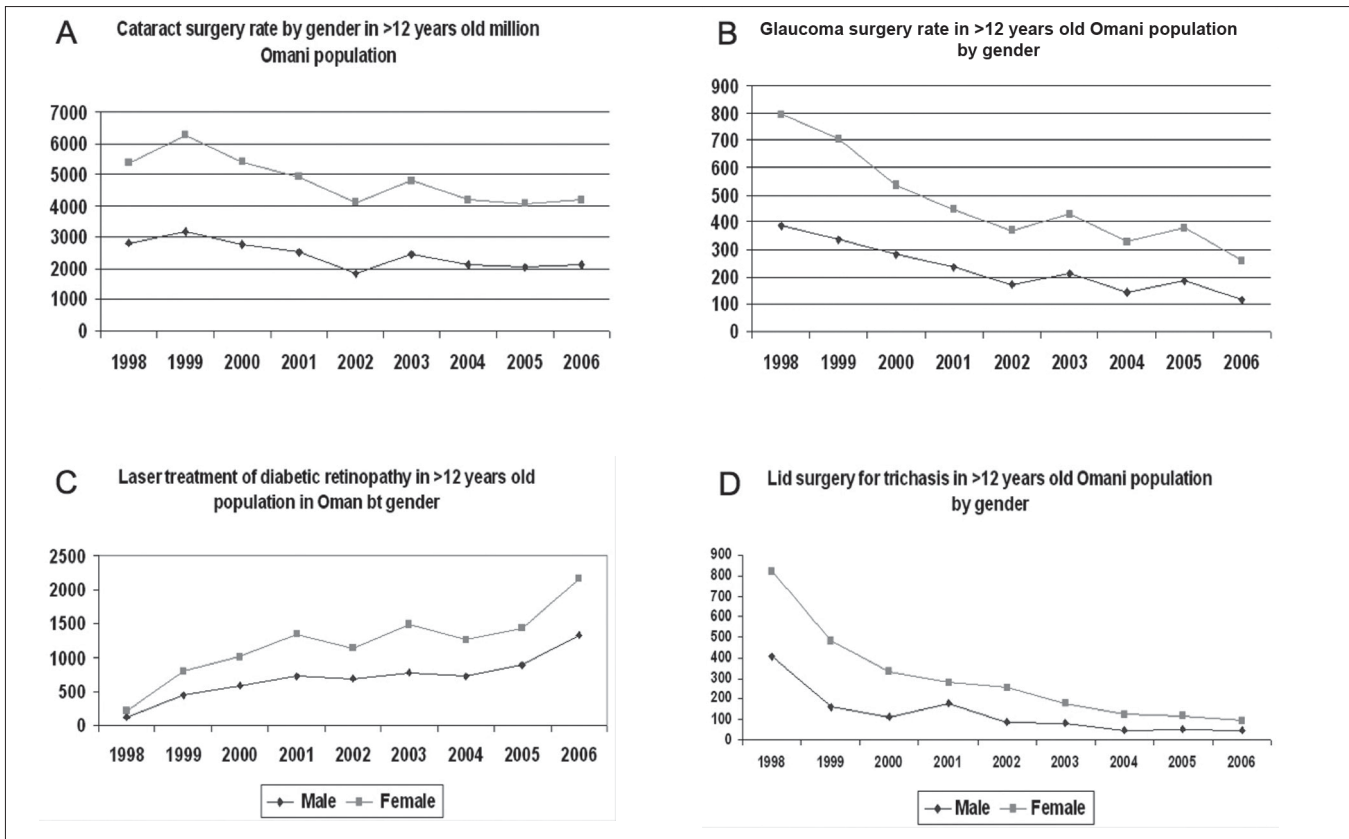 A
Cataract surgery rate by gender in >12 years old million
Omani population
7000
6000
5000
4000
3000
2000
1000
0
1998 1999 2000 2001 2002 2003 2004 2005 2006
B
Glaucoma surgery rate in >12 years old Omani population
by gender
900
800
700
600
500
400
300
200
100
0
1998 1999 2000 2001 2002 2003 2004 2005 2006
C
Laser treatment of diabetic retinopathy in >12 years old
population in Oman bt gender
2500
2000
1500
1000
500
0
1998 1999 2000 2001 2002 2003 2004 2005 2006
Male Female
D
Lid surgery for trichasis in >12 years old Omani population
by gender
900
800
700
600
500
400
300
200
100
0
1998 1999 2000 2001 2002 2003 2004 2005 2006
Male Female